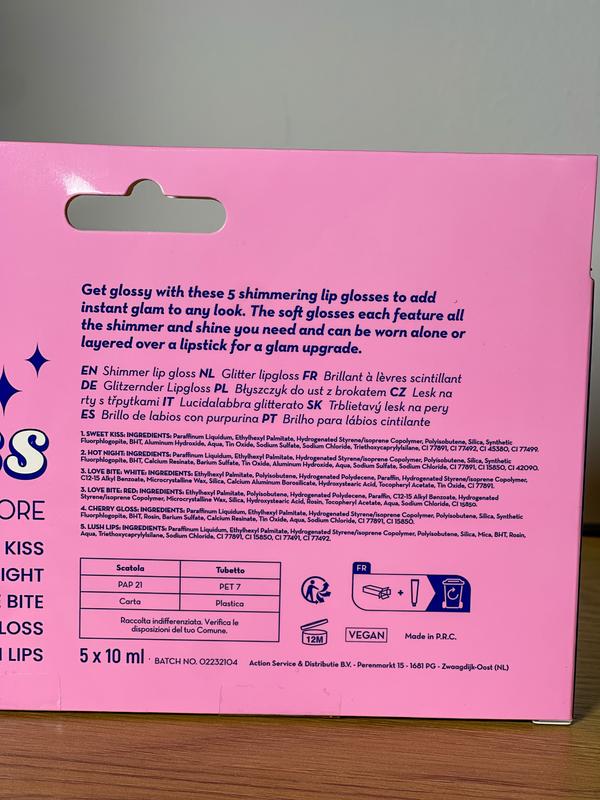 Get glossy with these 5 shimmering lip glosses to add
instant glam to any look. The soft glosses each feature all
the shimmer and shine you need and can be worn alone or
layered over a lipstick for a glam upgrade.
EN Shimmer lip gloss NL Glitter lipgloss FR Brillant à lèvres scintillant
DE Glitzernder Lipgloss PL Błyszczyk do ust z brokatem CZ Lesk na
rty s třpytkami IT Lucidalabbra glitterato SK Trblietavý lesk na pery
ES Brillo de labios con purpurina PT Brilho para lábios cintilante
1. SWEET KISS: INGREDIENTS: Paraffinum Liquidum, Ethylhexyl Palmitate, Hydrogenated Styrene/isoprene Copolymer, Polyisobutene, Silica, Synthetic
Fluorphlogopite, BHT, Aluminum Hydroxide, Aqua, Tin Oxide, Sodium Sulfate, Sodium Chloride, Triethoxycaprylylsilane, CI 77891, CI 77492, CI 45380, CI 77499.
2. HOT NIGHT: INGREDIENTS: Paraffinum Liquidum, Ethylhexyl Palmitate, Hydrogenated Styrene/isoprene Copolymer, Polyisobutene, Silica, Synthetic
Fluorphlogopite, BHT, Calcium Resinate, Barium Sulfate, Tin Oxide, Aluminum Hydroxide, Aqua, Sodium Sulfate, Sodium Chloride, CI 77891, CI 15850, CI 42090.
3. LOVE BITE: WHITE: INGREDIENTS: Ethylhexyl Palmitate, Polyisobutene, Hydrogenated Polydecene, Paraffin, Hydrogenated Styrene/isoprene Copolymer,
C12-15 Alkyl Benzoate, Microcrystalline Wax, Silica, Calcium Aluminum Borosilicate, Hydroxystearic Acid, Tocopheryl Acetate, Tin Oxide, CI 77891.
3. LOVE BITE: RED: INGREDIENTS: Ethylhexyl Palmitate, Polyisobutene, Hydrogenated Polydecene, Paraffin, C12-15 Alkyl Benzoate, Hydrogenated
Styrene/isoprene Copolymer, Microcrystalline Wax, Silica, Hydroxystearic Acid, Rosin, Tocopheryl Acetate, Aqua, Sodium Chloride, CI 15850.
4. CHERRY GLOSS: INGREDIENTS: Paraffinum Liquidum, Ethylhexyl Palmitate, Hydrogenated Styrene/isoprene Copolymer, Polyisobutene, Silica, Synthetic
Fluorphlogopite, BHT, Rosin, Barium Sulfate, Calcium Resinate, Tin Oxide, Aqua, Sodium Chloride, CI 77891, CI 15850.
5. LUSH LIPS: INGREDIENTS: Paraffinum Liquidum, Ethylhexyl Palmitate, Hydrogenated Styrene/isoprene Copolymer, Polyisobutene, Silica, Mica, BHT, Rosin,
Aqua, Triethoxycaprylylsilane, Sodium Chloride, CI 15850, CI 77491, CI 77492.
SS
ORE
KISS
IGHT
E BITE
LOSS
LIPS
Scatola Tubetto
PAP 21 PET 7
Carta Plastica
Raccolta indifferenziata. Verifica le
disposizioni del tuo Comune.
FR
12M VEGAN Made in P.R.C.
5 x 10 ml · BATCH NO. 02232104 Action Service & Distributie B.V. - Perenmarkt 15 - 1681 PG - Zwaagdijk-Oost (NL)